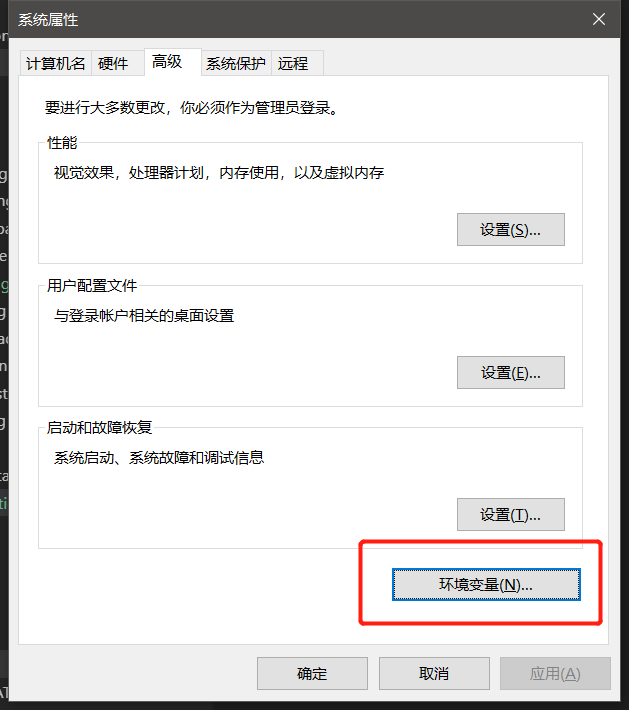 系统属性
计算机名 硬件 高级 系统保护 远程
要进行大多数更改，你必须作为管理员登录。
性能
视觉效果，处理器计划，内存使用，以及虚拟内存
设置(S)...
用户配置文件
与登录帐户相关的桌面设置
设置(E)...
启动和故障恢复
系统启动、系统故障和调试信息
设置(T)...
环境变量(N)...
确定 取消 应用(A)